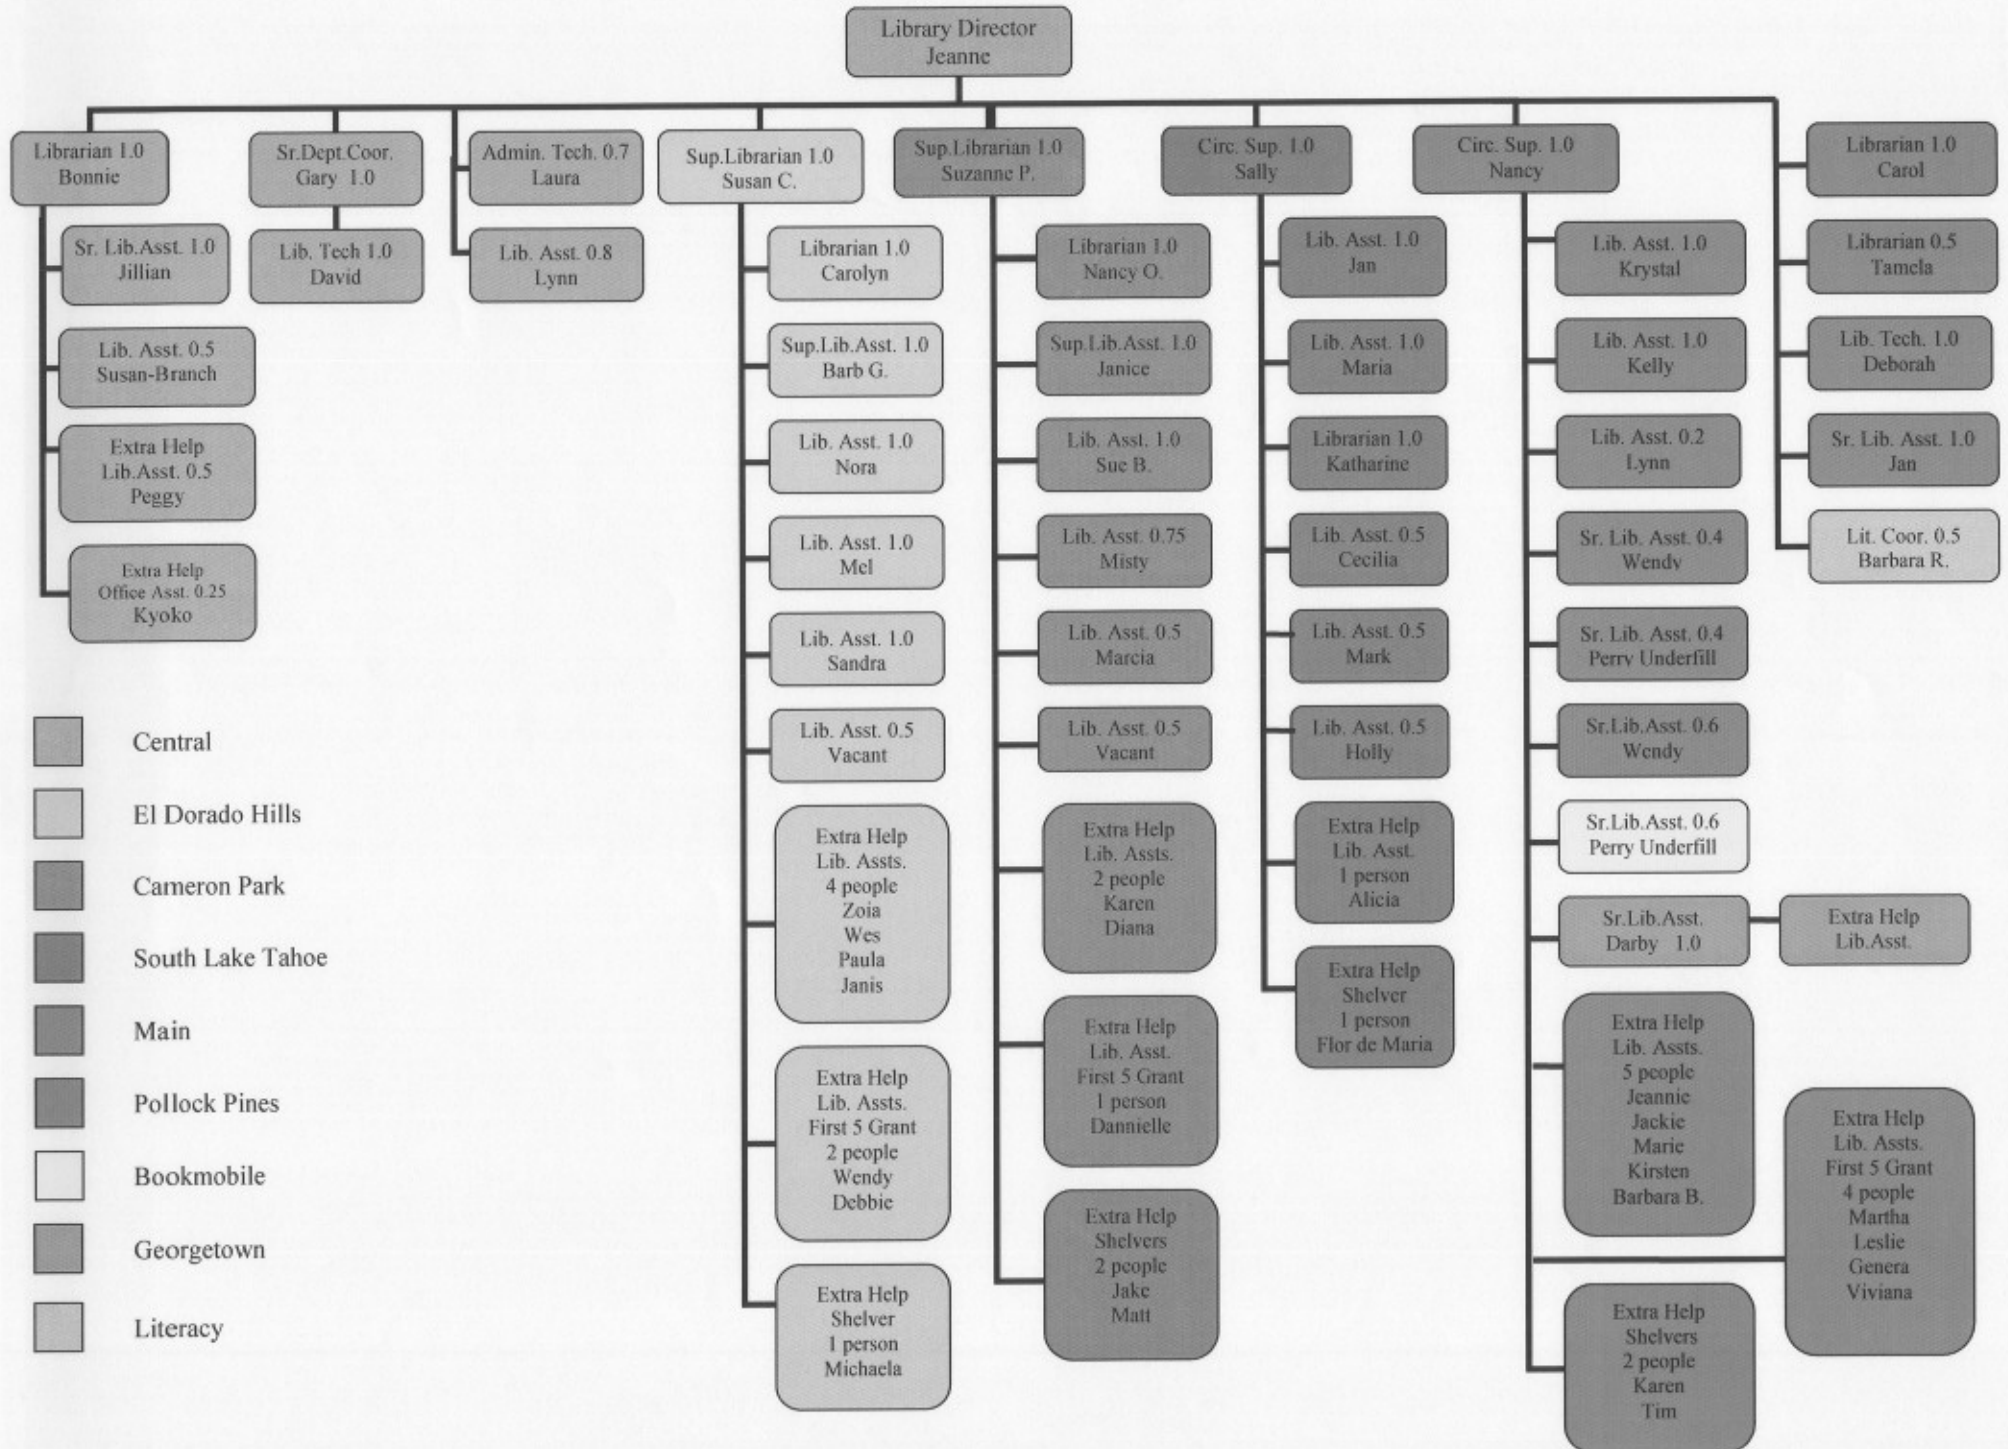 Library Director
Jeanne
Librarian 1.0
Bonnie
Sr. Lib.Asst. 1.0
Jillian
Lib. Asst. 0.5
Susan-Branch
Extra Help
Lib.Asst. 0.5
Peggy
Extra Help
Office Asst. 0.25
Kyoko
Sr.Dept.Coor.
Gary 1.0
Lib. Tech 1.0
David
Admin. Tech. 0.7
Laura
Lib. Asst. 0.8
Lynn
Sup.Librarian 1.0
Susan C.
Librarian 1.0
Carolyn
Sup.Lib.Asst. 1.0
Barb G.
Lib. Asst. 1.0
Nora
Lib. Asst. 1.0
Mel
Lib. Asst. 1.0
Sandra
Lib. Asst. 0.5
Vacant
Extra Help
Lib. Assts.
4 people
Zoia
Wes
Paula
Janis
Extra Help
Lib. Assts.
First 5 Grant
2 people
Wendy
Debbie
Extra Help
Shelver
1 person
Michaela
Sup.Librarian 1.0
Suzanne P.
Librarian 1.0
Nancy O.
Sup.Lib.Asst. 1.0
Janice
Lib. Asst. 1.0
Sue B.
Lib. Asst. 0.75
Misty
Lib. Asst. 0.5
Marcia
Lib. Asst. 0.5
Vacant
Extra Help
Lib. Assts.
2 people
Karen
Diana
Extra Help
Lib. Asst.
First 5 Grant
1 person
Dannielle
Extra Help
Shelvers
2 people
Jake
Matt
Circ. Sup. 1.0
Sally
Lib. Asst. 1.0
Jan
Lib. Asst. 1.0
Maria
Librarian 1.0
Katharine
Lib. Asst. 0.5
Cecilia
Lib. Asst. 0.5
Mark
Lib. Asst. 0.5
Holly
Extra Help
Lib. Asst.
1 person
Alicia
Extra Help
Shelver
1 person
Flor de Maria
Circ. Sup. 1.0
Nancy
Lib. Asst. 1.0
Krystal
Lib. Asst. 1.0
Kelly
Lib. Asst. 0.2
Lynn
Sr. Lib. Asst. 0.4
Wendy
Sr. Lib. Asst. 0.4
Perry Underfill
Sr.Lib.Asst. 0.6
Wendy
Sr.Lib.Asst. 0.6
Perry Underfill
Sr.Lib.Asst.
Darby 1.0
Extra Help
Lib.Asst.
Extra Help
Lib. Assts.
5 people
Jeannie
Jackie
Marie
Kirsten
Barbara B.
Extra Help
Lib. Assts.
First 5 Grant
4 people
Martha
Leslie
Genera
Viviana
Extra Help
Shelvers
2 people
Karen
Tim
Librarian 1.0
Carol
Librarian 0.5
Tamela
Lib. Tech. 1.0
Deborah
Sr. Lib. Asst. 1.0
Jan
Lit. Coor. 0.5
Barbara R.
Central
El Dorado Hills
Cameron Park
South Lake Tahoe
Main
Pollock Pines
Bookmobile
Georgetown
Literacy